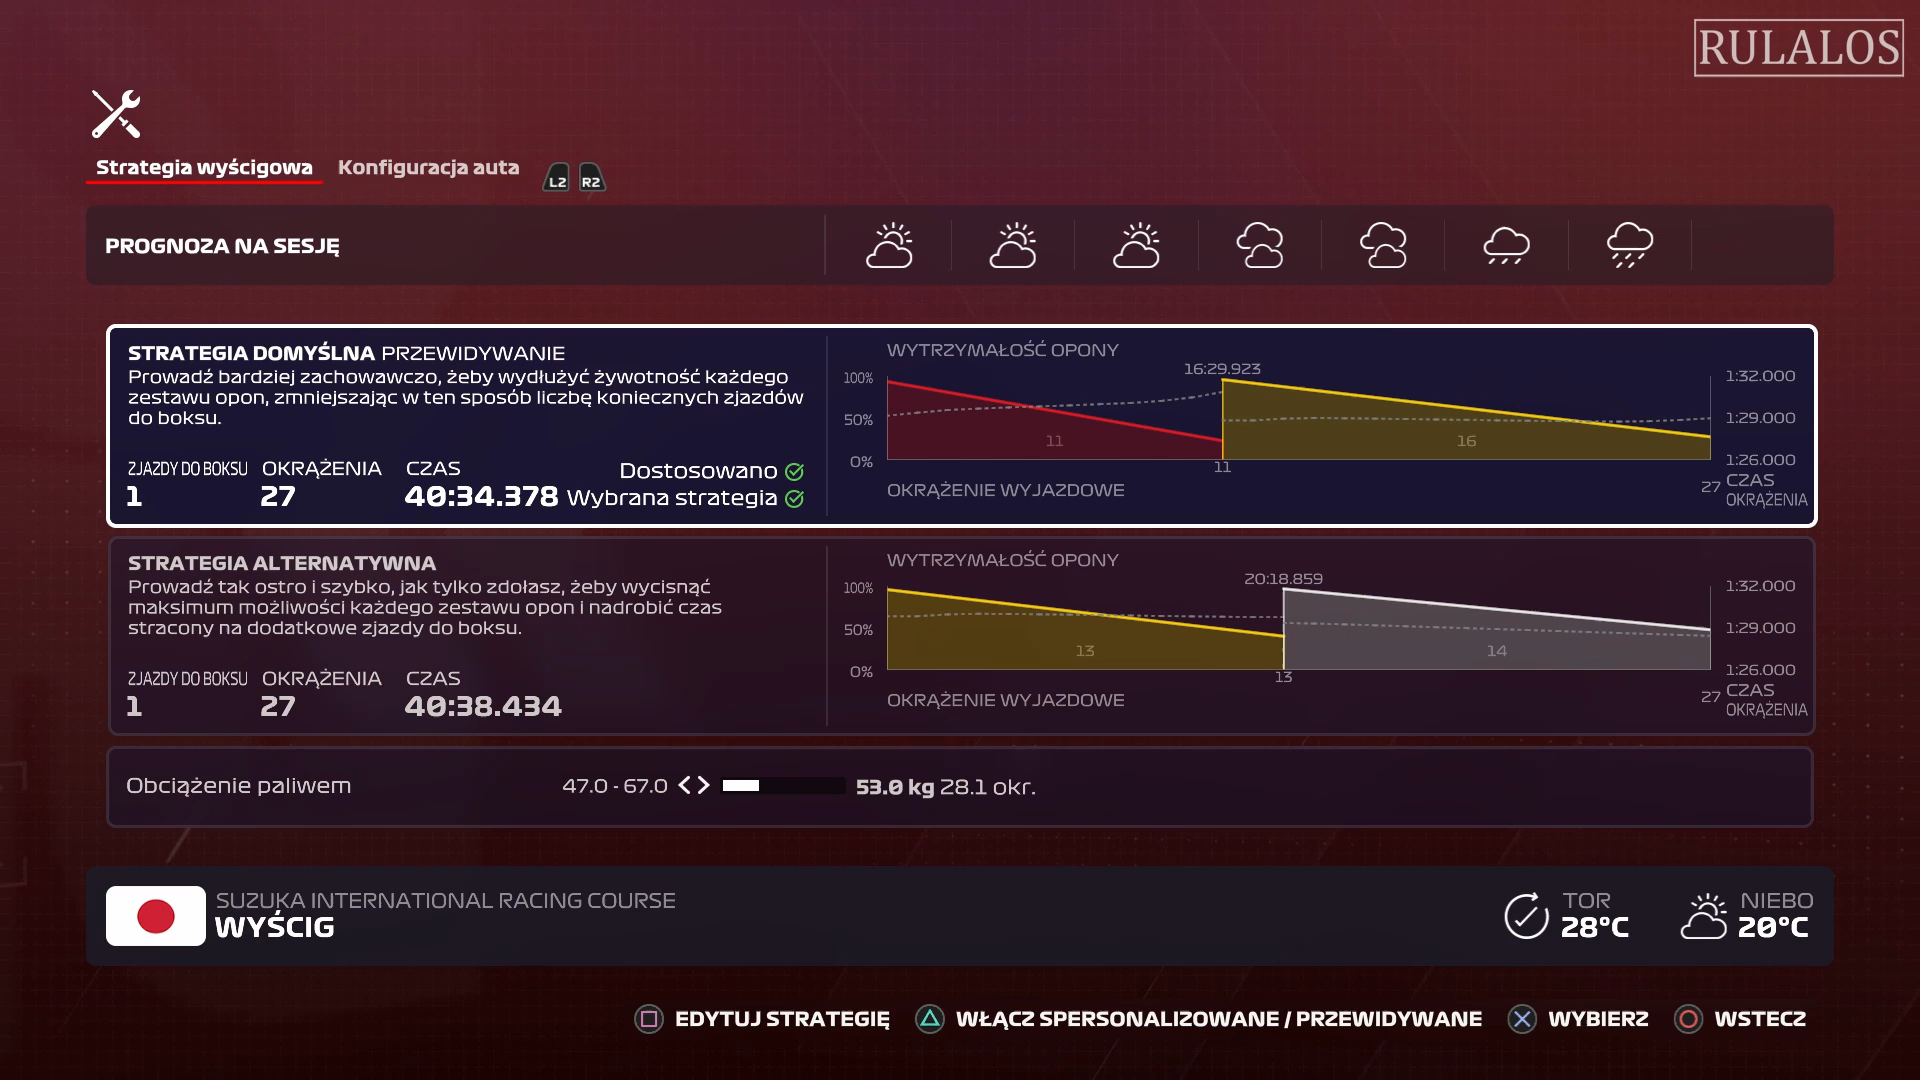 RULALOS
Strategia wyścigowa Konfiguracja auta L2 R2
PROGNOZA NA SESJĘ
STRATEGIA DOMYŚLNA PRZEWIDYWANIE
Prowadź bardziej zachowawczo, żeby wydłużyć żywotność każdego
zestawu opon, zmniejszając w ten sposób liczbę koniecznych zjazdów
do boksu.
ZJAZDY DO BOKSU OKRĄŻENIA CZAS Dostosowano
1 27 40:34.378 Wybrana strategia
WYTRZYMAŁOŚĆ OPONY
16:29.923
100% 1:32.000
50% 1:29.000
11 16
0% 11 1:26.000
OKRĄŻENIE WYJAZDOWE 27 CZAS
OKRĄŻENIA
STRATEGIA ALTERNATYWNA
Prowadź tak ostro i szybko, jak tylko zdołasz, żeby wycisnąć
maksimum możliwości każdego zestawu opon i nadrobić czas
stracony na dodatkowe zjazdy do boksu.
ZJAZDY DO BOKSU OKRĄŻENIA CZAS
1 27 40:38.434
WYTRZYMAŁOŚĆ OPONY
20:18.859
100% 1:32.000
50% 1:29.000
13 14
0% 13 1:26.000
OKRĄŻENIE WYJAZDOWE 27 CZAS
OKRĄŻENIA
Obciążenie paliwem 47.0 - 67.0 53.0 kg 28.1 okr.
SUZUKA INTERNATIONAL RACING COURSE
WYŚCIG
TOR
28°C
NIEBO
20°C
EDYTUJ STRATEGIĘ WŁĄCZ SPERSONALIZOWANE / PRZEWIDYWANE WYBIERZ WSTECZ